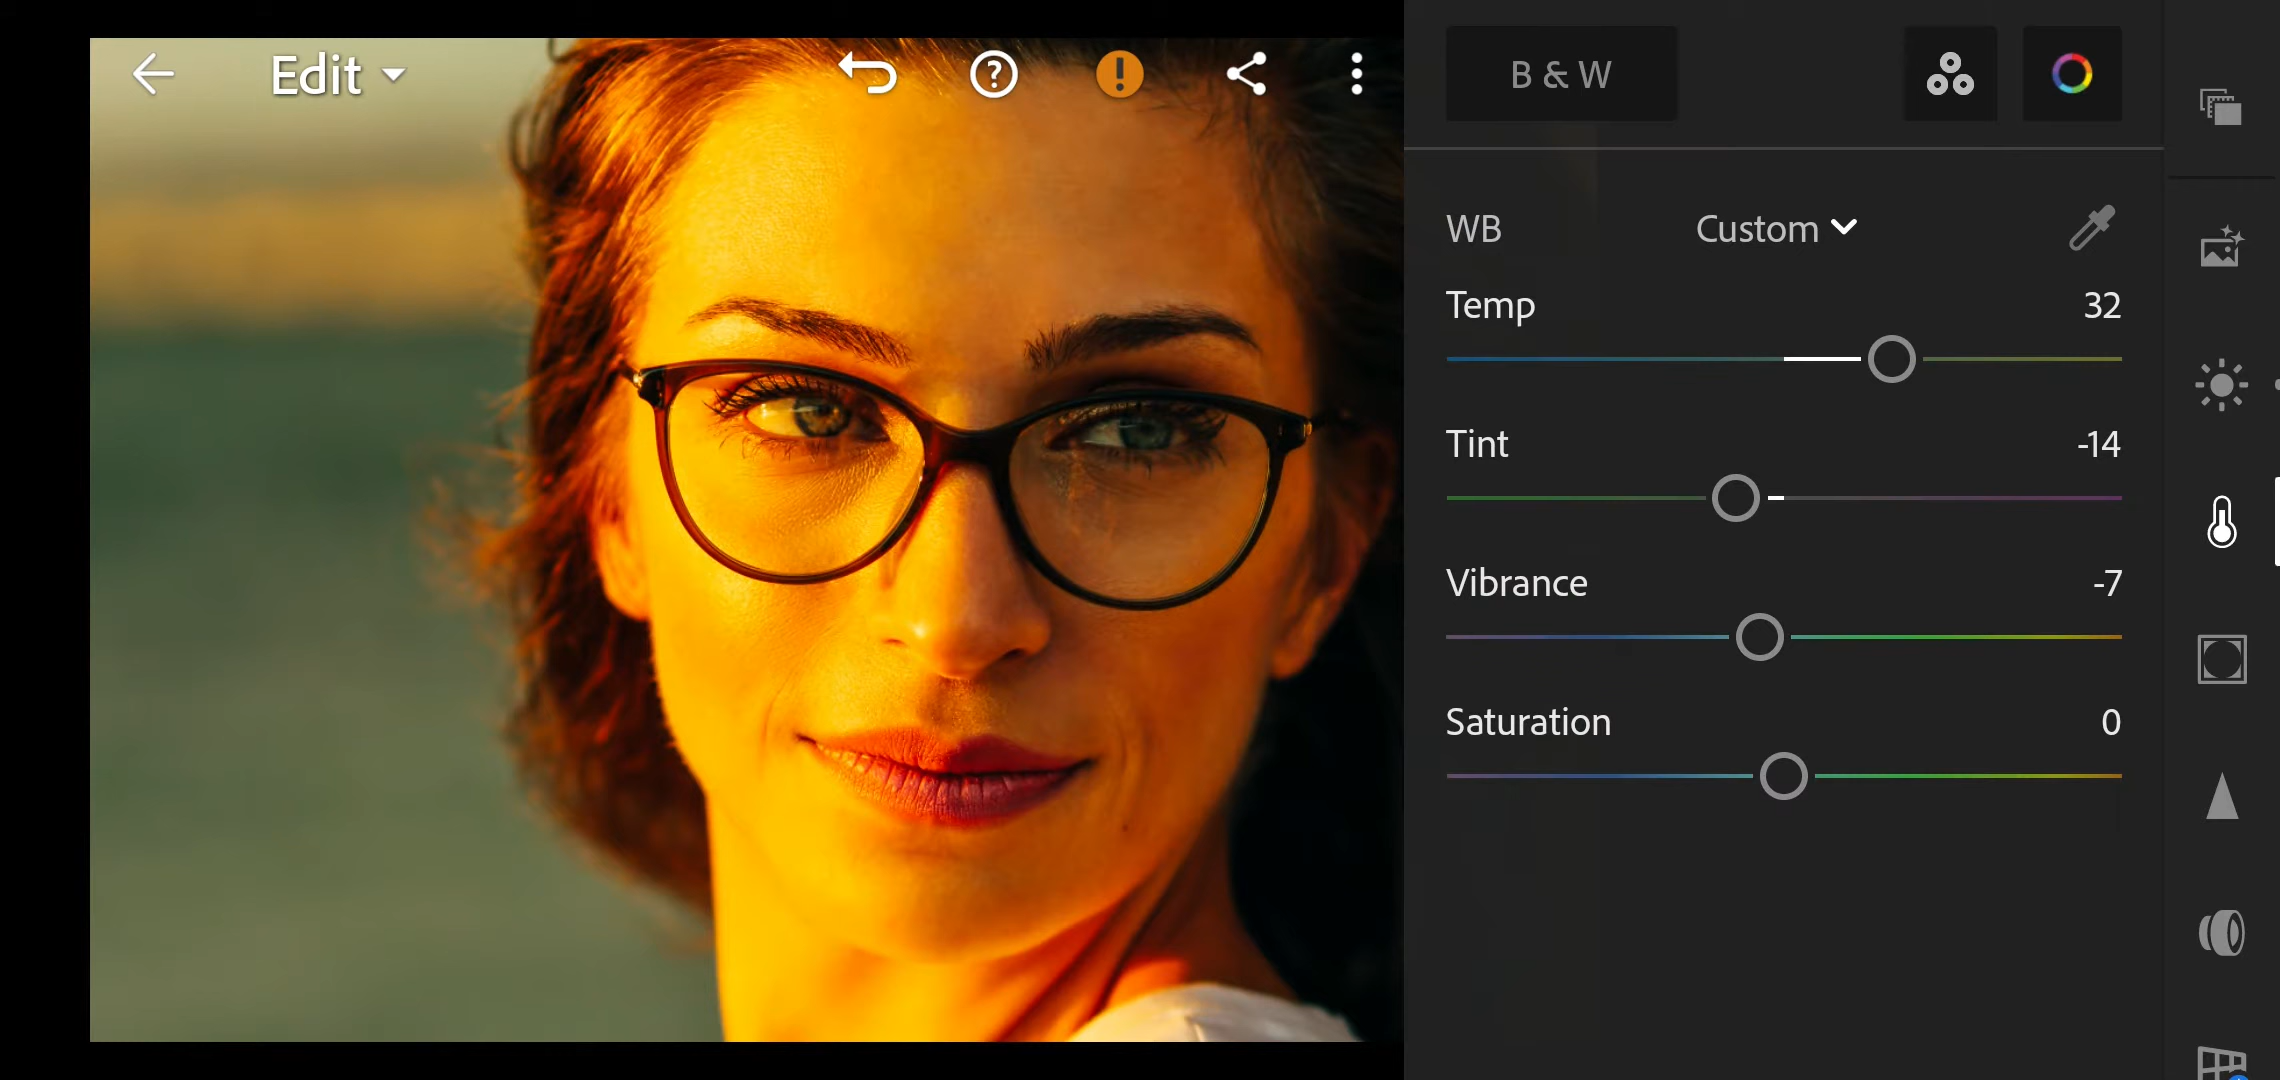 Edit
B & W
WB Custom
Temp 32
Tint -14
Vibrance -7
Saturation 0